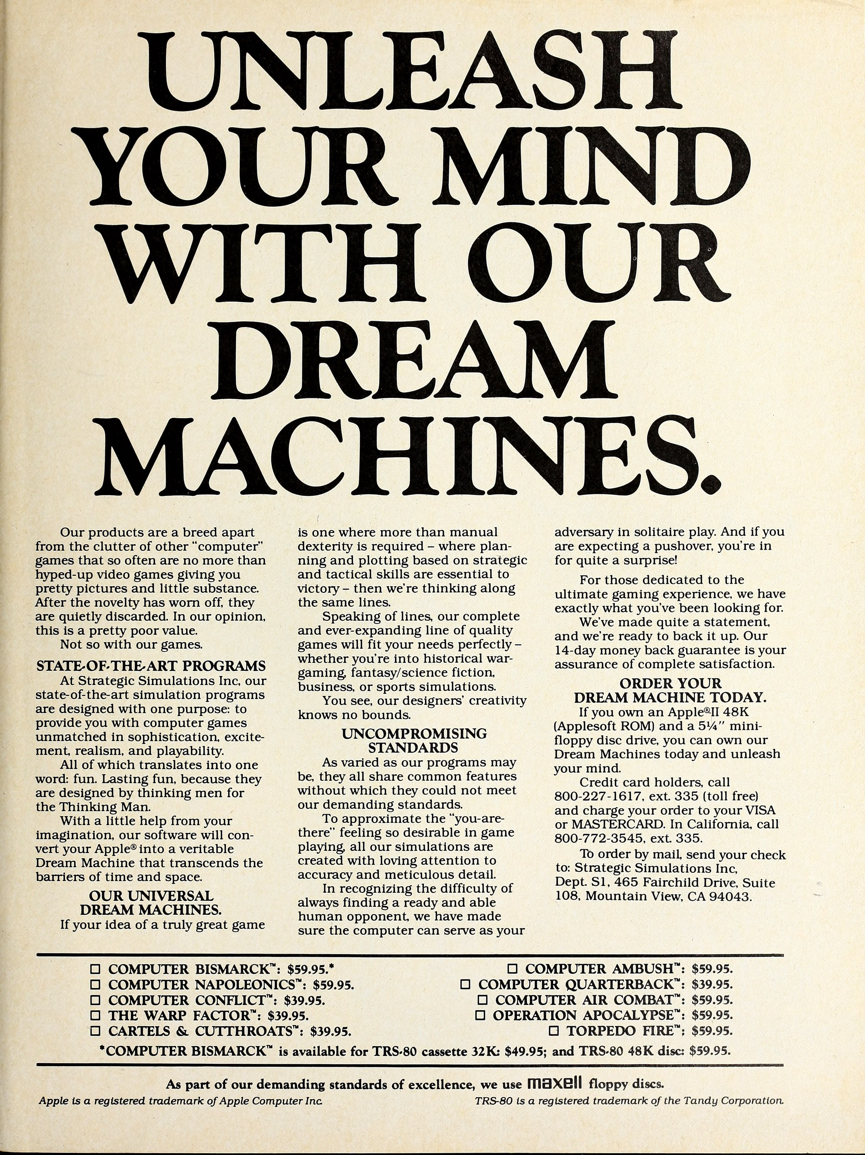 UNLEASH
YOUR MIND
WITH OUR
DREAM
MACHINES.
Our products are a breed apart
from the clutter of other "computer"
games that so often are no more than
hyped-up video games giving you
pretty pictures and little substance.
After the novelty has worn off, they
are quietly discarded. In our opinion,
this is a pretty poor value.
Not so with our games.
STATE-OF-THE-ART PROGRAMS
At Strategic Simulations Inc, our
state-of-the-art simulation programs
are designed with one purpose: to
provide you with computer games
unmatched in sophistication, excite-
ment, realism, and playability.
All of which translates into one
word: fun. Lasting fun, because they
are designed by thinking men for
the Thinking Man.
With a little help from your
imagination, our software will con-
vert your Apple® into a veritable
Dream Machine that transcends the
barriers of time and space.
OUR UNIVERSAL
DREAM MACHINES.
If your idea of a truly great game
is one where more than manual
dexterity is required – where plan-
ning and plotting based on strategic
and tactical skills are essential to
victory – then we're thinking along
the same lines.
Speaking of lines, our complete
and ever-expanding line of quality
games will fit your needs perfectly –
whether you're into historical war-
gaming, fantasy/science fiction,
business, or sports simulations.
You see, our designers' creativity
knows no bounds.
UNCOMPROMISING
STANDARDS
As varied as our programs may
be, they all share common features
without which they could not meet
our demanding standards.
To approximate the "you-are-
there" feeling so desirable in game
playing, all our simulations are
created with loving attention to
accuracy and meticulous detail.
In recognizing the difficulty of
always finding a ready and able
human opponent, we have made
sure the computer can serve as your
adversary in solitaire play. And if you
are expecting a pushover, you're in
for quite a surprise!
For those dedicated to the
ultimate gaming experience, we have
exactly what you've been looking for.
We've made quite a statement,
and we're ready to back it up. Our
14-day money back guarantee is your
assurance of complete satisfaction.
ORDER YOUR
DREAM MACHINE TODAY.
If you own an Apple®II 48K
(Applesoft ROM) and a 5¼" mini-
floppy disc drive, you can own our
Dream Machines today and unleash
your mind.
Credit card holders, call
800-227-1617, ext. 335 (toll free)
and charge your order to your VISA
or MASTERCARD. In California, call
800-772-3545, ext. 335.
To order by mail, send your check
to: Strategic Simulations Inc,
Dept. S1, 465 Fairchild Drive, Suite
108, Mountain View, CA 94043.
☐ COMPUTER BISMARCK™: $59.95.*
☐ COMPUTER NAPOLEONICS™: $59.95.
☐ COMPUTER CONFLICT™: $39.95.
☐ THE WARP FACTOR™: $39.95.
☐ CARTELS & CUTTHROATS™: $39.95.
☐ COMPUTER AMBUSH™: $59.95.
☐ COMPUTER QUARTERBACK™: $39.95.
☐ COMPUTER AIR COMBAT™: $59.95.
☐ OPERATION APOCALYPSE™: $59.95.
☐ TORPEDO FIRE™: $59.95.
*COMPUTER BISMARCK™ is available for TRS-80 cassette 32K: $49.95; and TRS-80 48K disc: $59.95.
As part of our demanding standards of excellence, we use maxell floppy discs.
Apple is a registered trademark of Apple Computer Inc.
TRS-80 is a registered trademark of the Tandy Corporation.